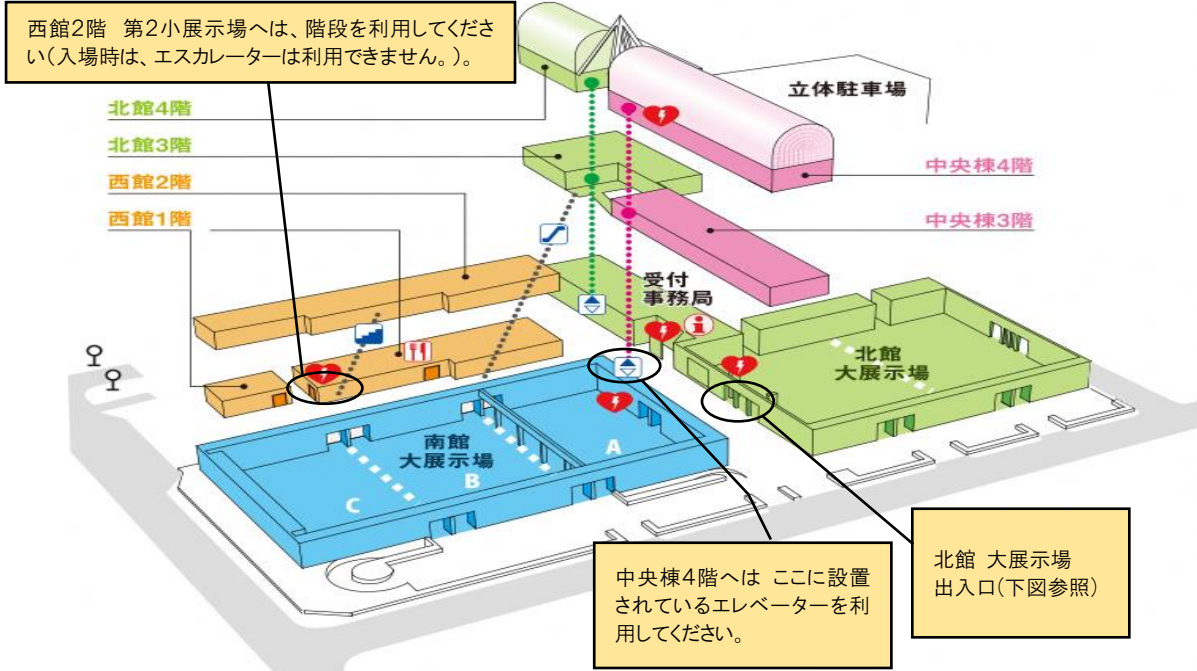 西館2階 第2小展示場へは、階段を利用してくださ
い(入場時は、エスカレーターは利用できません。)。
立体駐車場
北館4階
北館3階
西館2階
西館1階
中央棟4階
中央棟3階
受付
事務局
北館
大展示場
南館
大展示場
A
B
C
中央棟4階へは ここに設置
されているエレベーターを利
用してください。
北館 大展示場
出入口(下図参照)